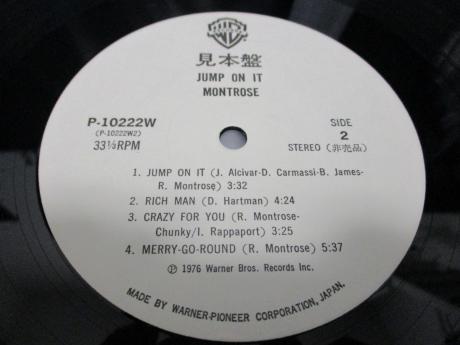 見本盤
JUMP ON IT
MONTROSE
P-10222W
(P-10222W2)
33⅓RPM
SIDE
2
STEREO (非売品)
1. JUMP ON IT (J. Alcivar-D. Carmassi-B. James-
R. Montrose) 3:32
2. RICH MAN (D. Hartman) 4:24
3. CRAZY FOR YOU (R. Montrose-
Chunky/I. Rappaport) 3:25
4. MERRY-GO-ROUND (R. Montrose) 5:37
Ⓟ 1976 Warner Bros. Records Inc.
MADE BY WARNER-PIONEER CORPORATION, JAPAN.